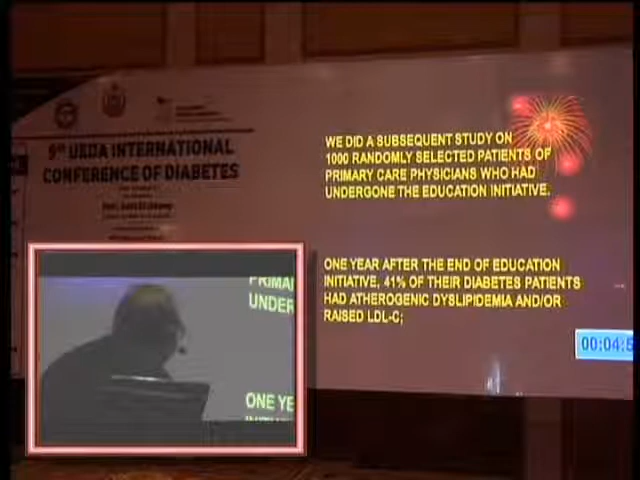 5th UEDA INTERNATIONAL
CONFERENCE OF DIABETES
WE DID A SUBSEQUENT STUDY ON
1000 RANDOMLY SELECTED PATIENTS OF
PRIMARY CARE PHYSICIANS WHO HAD
UNDERGONE THE EDUCATION INITIATIVE.
ONE YEAR AFTER THE END OF EDUCATION
INITIATIVE, 41% OF THEIR DIABETES PATIENTS
HAD ATHEROGENIC DYSLIPIDEMIA AND/OR
RAISED LDL-C;
00:04:5
PRIMA
UNDER
ONE YE